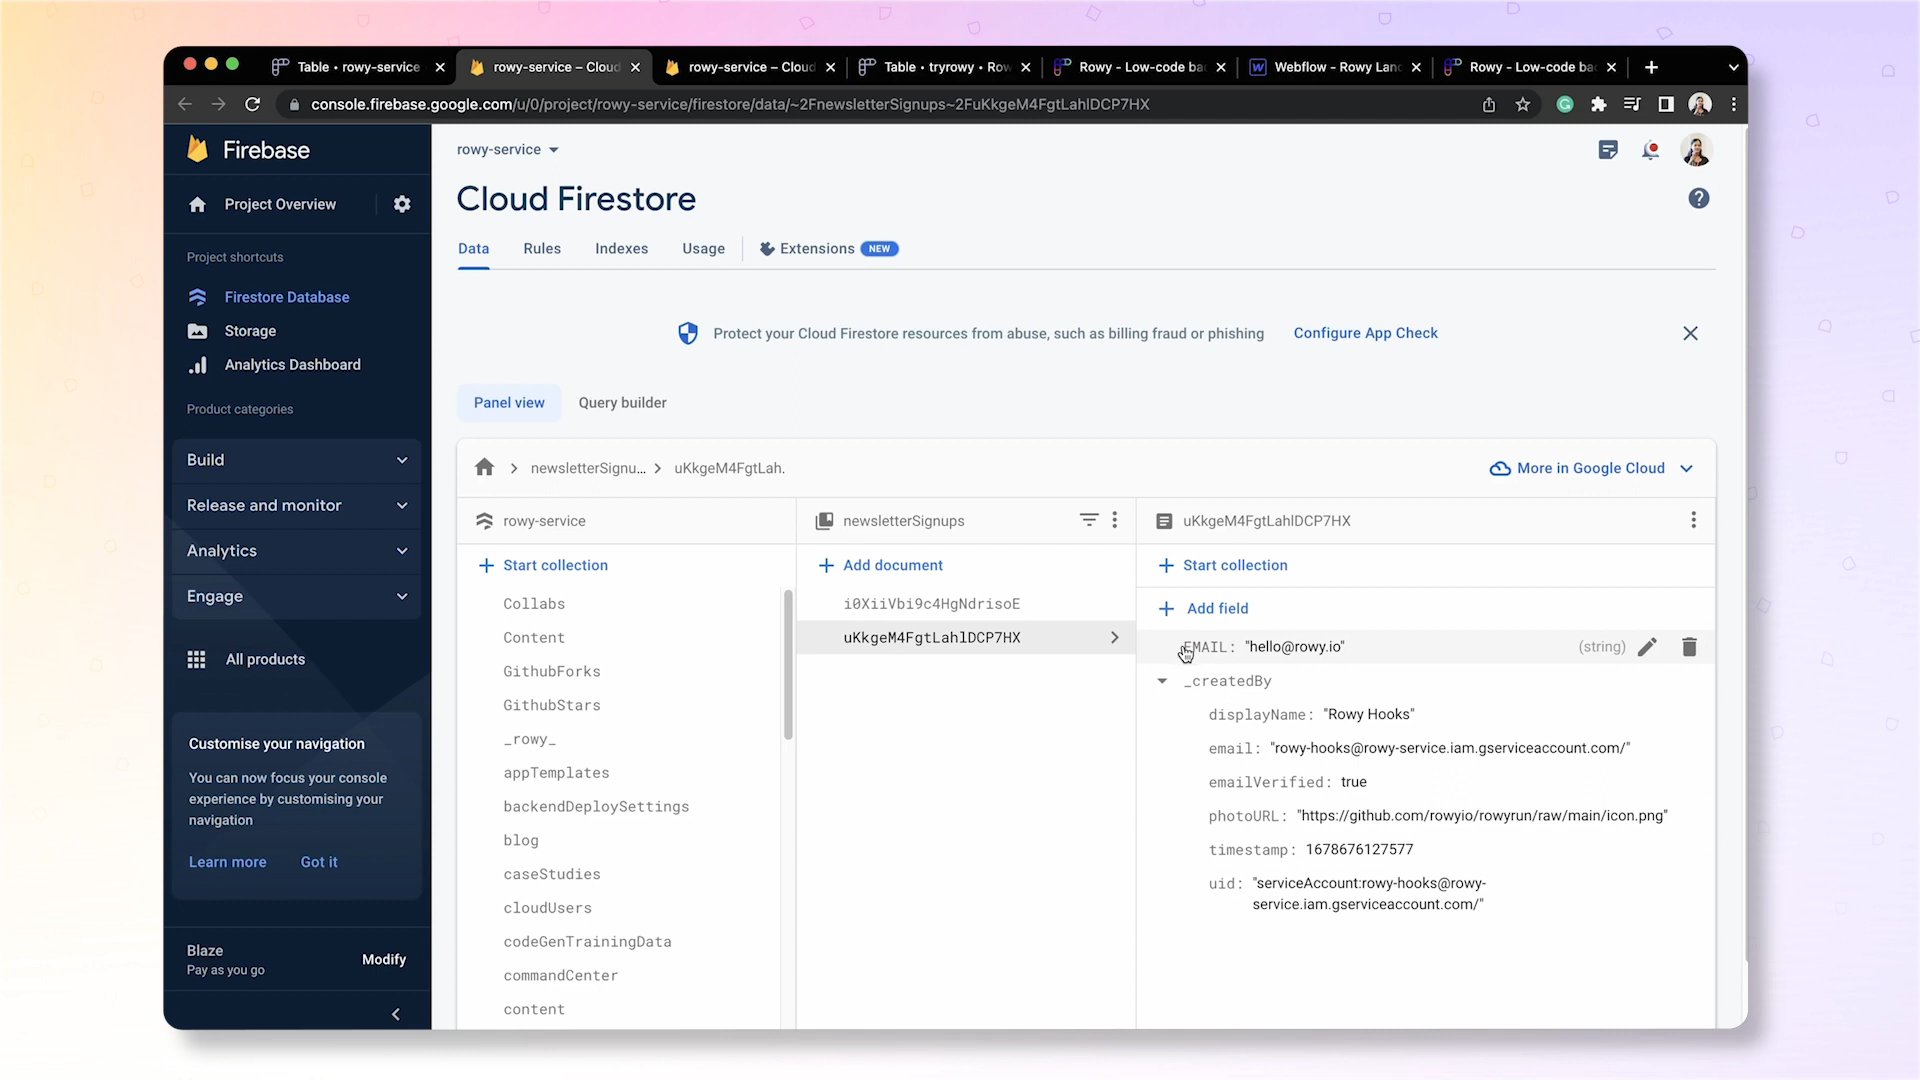 Table • rowy-service
rowy-service – Cloud
rowy-service – Cloud
Table • tryrowy • Row
Rowy - Low-code bac
Webflow - Rowy Lan
Rowy - Low-code ba
console.firebase.google.com/u/0/project/rowy-service/firestore/data/~2FnewsletterSignups~2FuKkgeM4FgtLahlDCP7HX
Firebase
Project Overview
Project shortcuts
Firestore Database
Storage
Analytics Dashboard
Product categories
Build
Release and monitor
Analytics
Engage
All products
Customise your navigation
You can now focus your console
experience by customising your
navigation
Learn more
Got it
Blaze
Pay as you go
Modify
rowy-service
Cloud Firestore
Data
Rules
Indexes
Usage
Extensions NEW
Protect your Cloud Firestore resources from abuse, such as billing fraud or phishing
Configure App Check
Panel view
Query builder
newsletterSignu...
uKkgeM4FgtLah.
More in Google Cloud
rowy-service
Start collection
Collabs
Content
GithubForks
GithubStars
_rowy_
appTemplates
backendDeploySettings
blog
caseStudies
cloudUsers
codeGenTrainingData
commandCenter
content
newsletterSignups
Add document
i0XiiVbi9c4HgNdrisoE
uKkgeM4FgtLahlDCP7HX
uKkgeM4FgtLahlDCP7HX
Start collection
Add field
EMAIL: "hello@rowy.io"
(string)
_createdBy
displayName: "Rowy Hooks"
email: "rowy-hooks@rowy-service.iam.gserviceaccount.com/"
emailVerified: true
photoURL: "https://github.com/rowyio/rowyrun/raw/main/icon.png"
timestamp: 1678676127577
uid: "serviceAccount:rowy-hooks@rowy-
service.iam.gserviceaccount.com/"